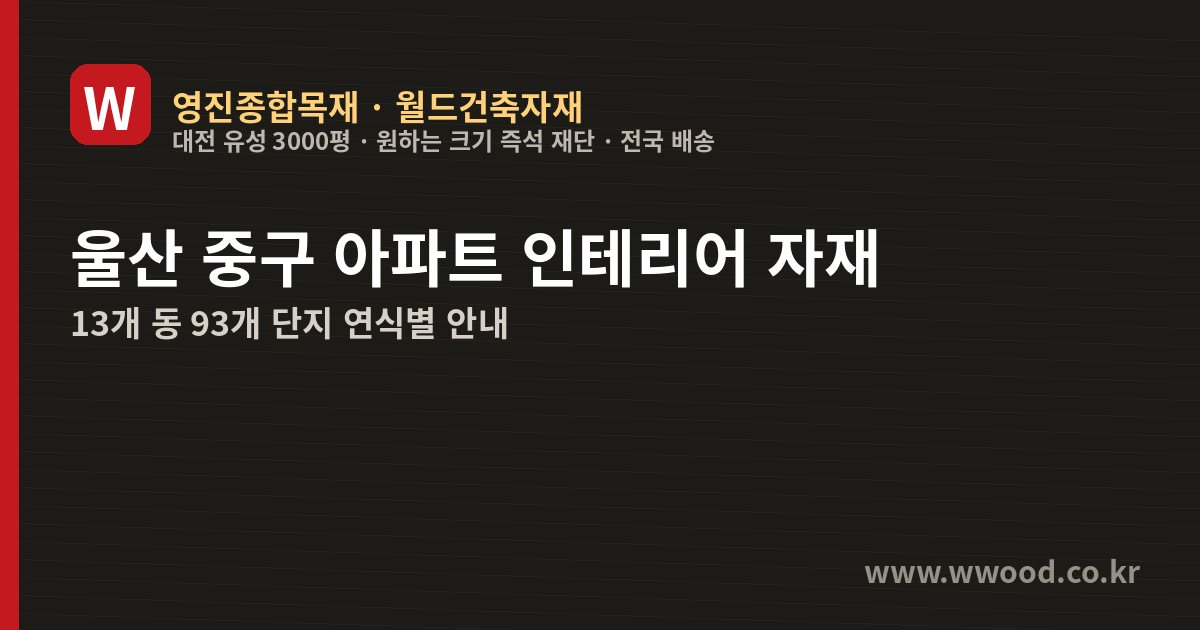 W
영진종합목재 · 월드건축자재
대전 유성 3000평 · 원하는 크기 즉석 재단 · 전국 배송
울산 중구 아파트 인테리어 자재
13개 동 93개 단지 연식별 안내
www.wwood.co.kr